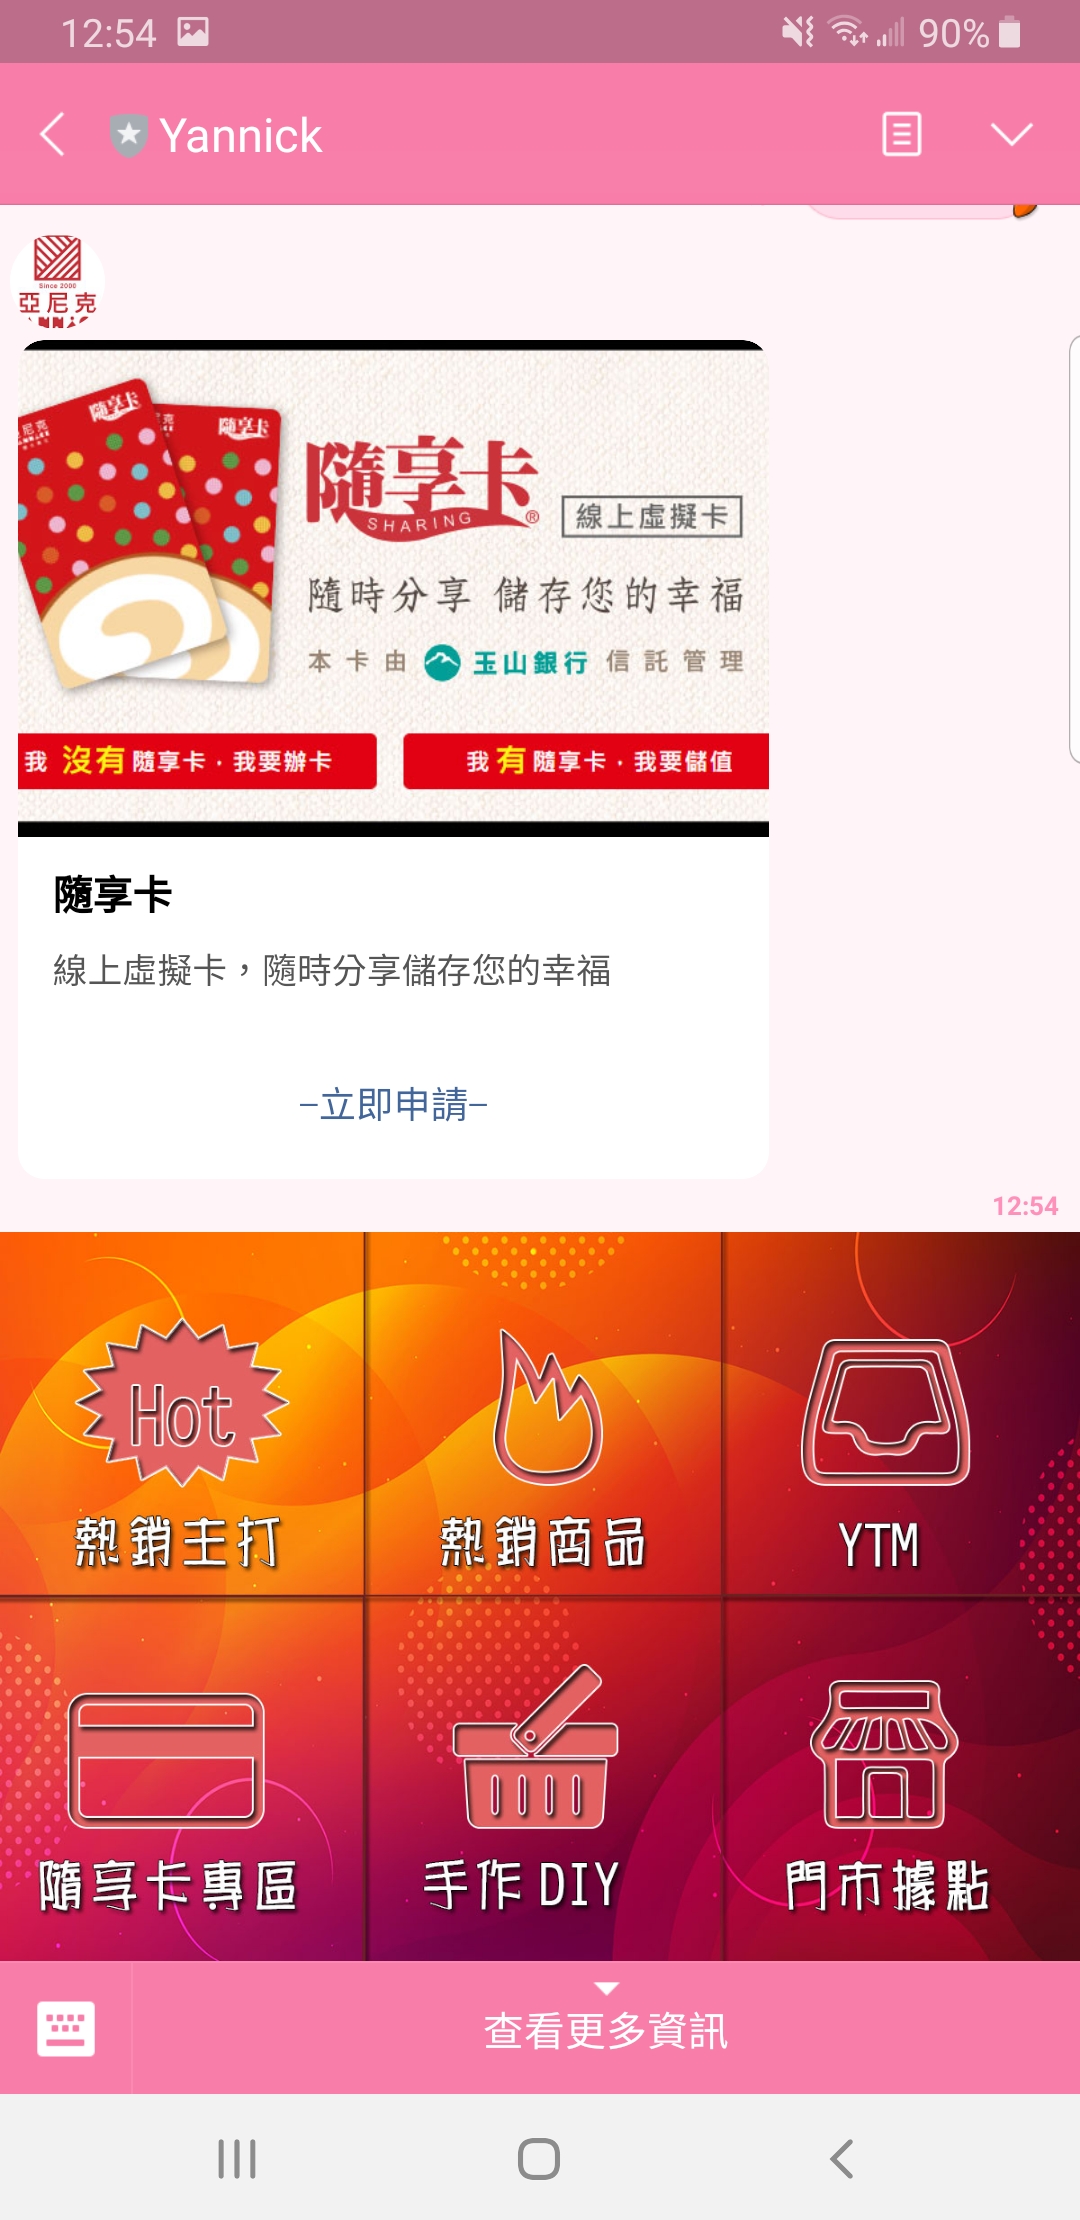 12:54
90%
Yannick
Since 2000
亞尼克
隨享卡
隨享卡
隨享卡
SHARING
®
線上虛擬卡
隨時分享 儲存您的幸福
本卡由 玉山銀行 信託管理
我 沒有 隨享卡．我要辦卡
我 有 隨享卡．我要儲值
隨享卡
線上虛擬卡，隨時分享儲存您的幸福
–立即申請–
12:54
Hot
熱銷主打
熱銷商品
YTM
隨享卡專區
手作DIY
門市據點
查看更多資訊